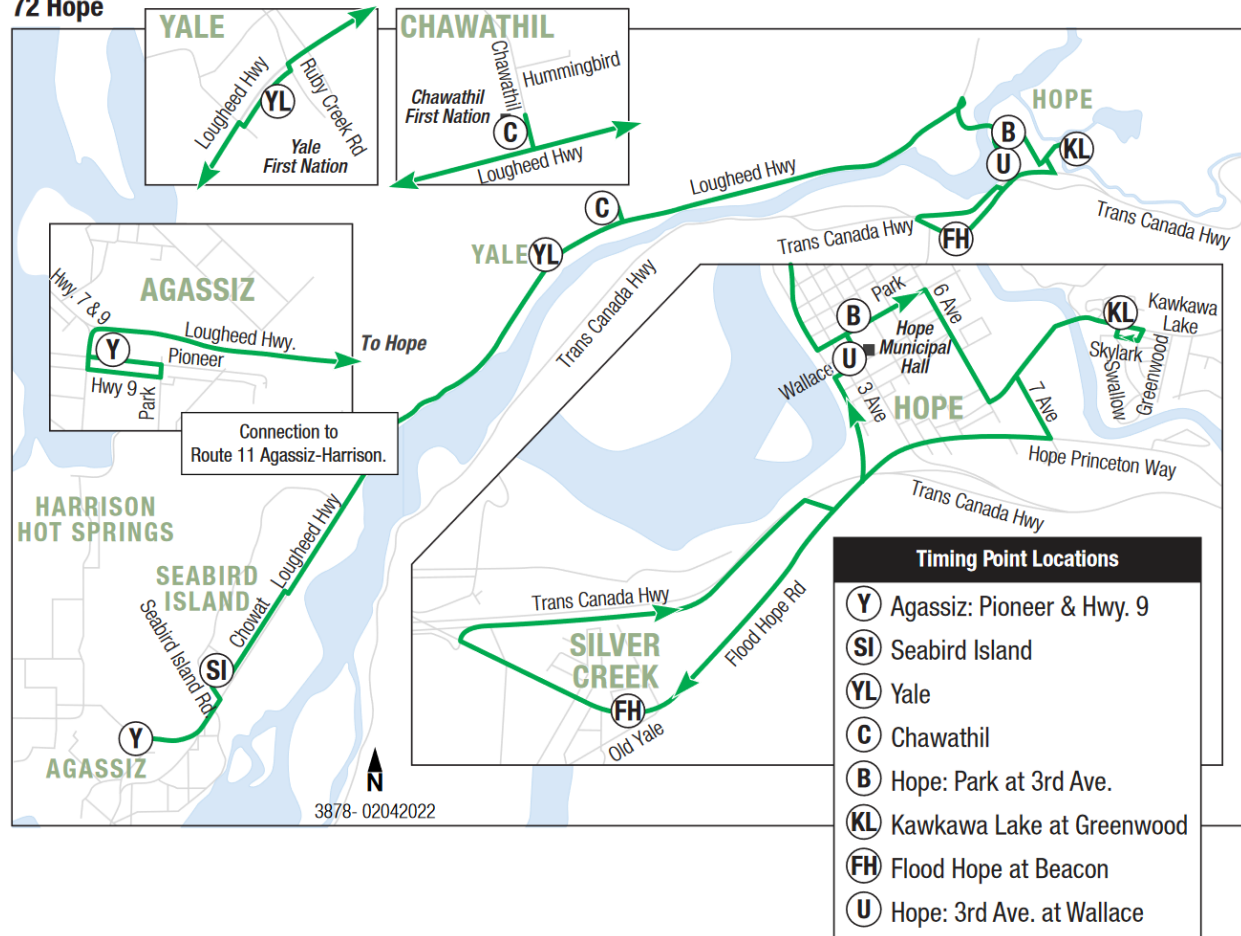 72 Hope
YALE
Lougheed Hwy
Ruby Creek Rd
YL
Yale
First Nation
CHAWATHIL
Chawathil
Hummingbird
Chawathil
First Nation
C
Lougheed Hwy
HOPE
B
U
KL
Lougheed Hwy
C
YALE
YL
Trans Canada Hwy
FH
Trans Canada Hwy
Trans Canada Hwy
AGASSIZ
Hwy. 7 & 9
Lougheed Hwy.
To Hope
Y
Pioneer
Hwy 9
Park
Connection to
Route 11 Agassiz-Harrison.
HARRISON
HOT SPRINGS
SEABIRD
ISLAND
Lougheed Hwy
Chowat
Seabird Island Rd.
SI
Y
AGASSIZ
N
3878- 02042022
Park
6 Ave
B
Hope
Municipal
Hall
U
Wallace
3 Ave
HOPE
7 Ave
KL
Kawkawa
Lake
Skylark
Swallow
Greenwood
Hope Princeton Way
Trans Canada Hwy
Trans Canada Hwy
SILVER
CREEK
Flood Hope Rd
FH
Old Yale
Timing Point Locations
Y Agassiz: Pioneer & Hwy. 9
SI Seabird Island
YL Yale
C Chawathil
B Hope: Park at 3rd Ave.
KL Kawkawa Lake at Greenwood
FH Flood Hope at Beacon
U Hope: 3rd Ave. at Wallace